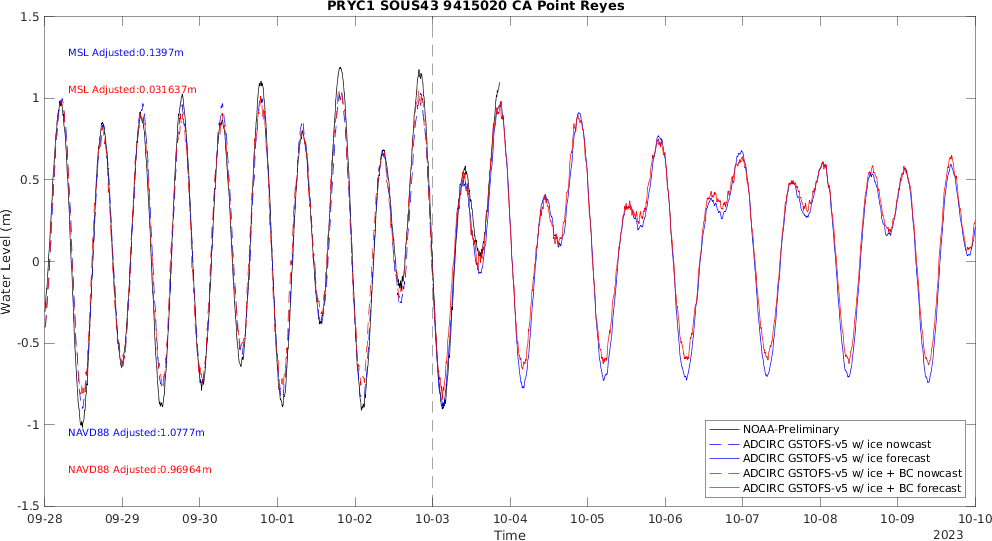 PRYC1 SOUS43 9415020 CA Point Reyes
1.5
MSL Adjusted:0.1397m
MSL Adjusted:0.031637m
1
0.5
0
-0.5
-1
-1.5
Water Level (m)
NAVD88 Adjusted:1.0777m
NAVD88 Adjusted:0.96964m
NOAA-Preliminary
ADCIRC GSTOFS-v5 w/ ice nowcast
ADCIRC GSTOFS-v5 w/ ice forecast
ADCIRC GSTOFS-v5 w/ ice + BC nowcast
ADCIRC GSTOFS-v5 w/ ice + BC forecast
09-28 09-29 09-30 10-01 10-02 10-03 10-04 10-05 10-06 10-07 10-08 10-09 10-10
Time
2023